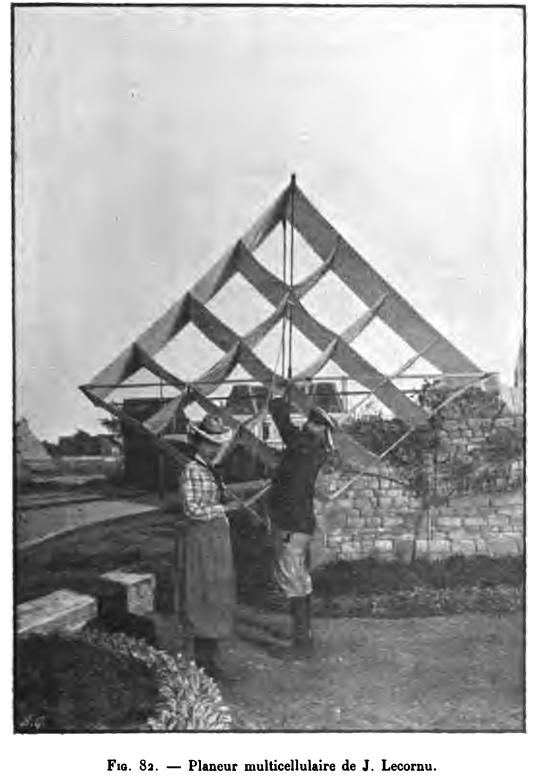 Fig. 82. — Planeur multicellulaire de J. Lecornu.